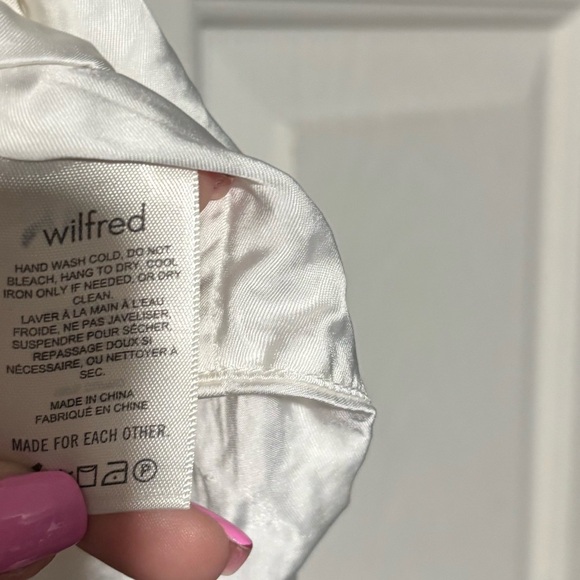 wilfred
HAND WASH COLD, DO NOT
BLEACH, HANG TO DRY, COOL
IRON ONLY IF NEEDED, OR DRY
CLEAN.
LAVER À LA MAIN À L'EAU
FROIDE, NE PAS JAVELISER,
SUSPENDRE POUR SÉCHER,
REPASSAGE DOUX SI
NÉCESSAIRE, OU NETTOYER À
SEC.
MADE IN CHINA
FABRIQUÉ EN CHINE
MADE FOR EACH OTHER.
P